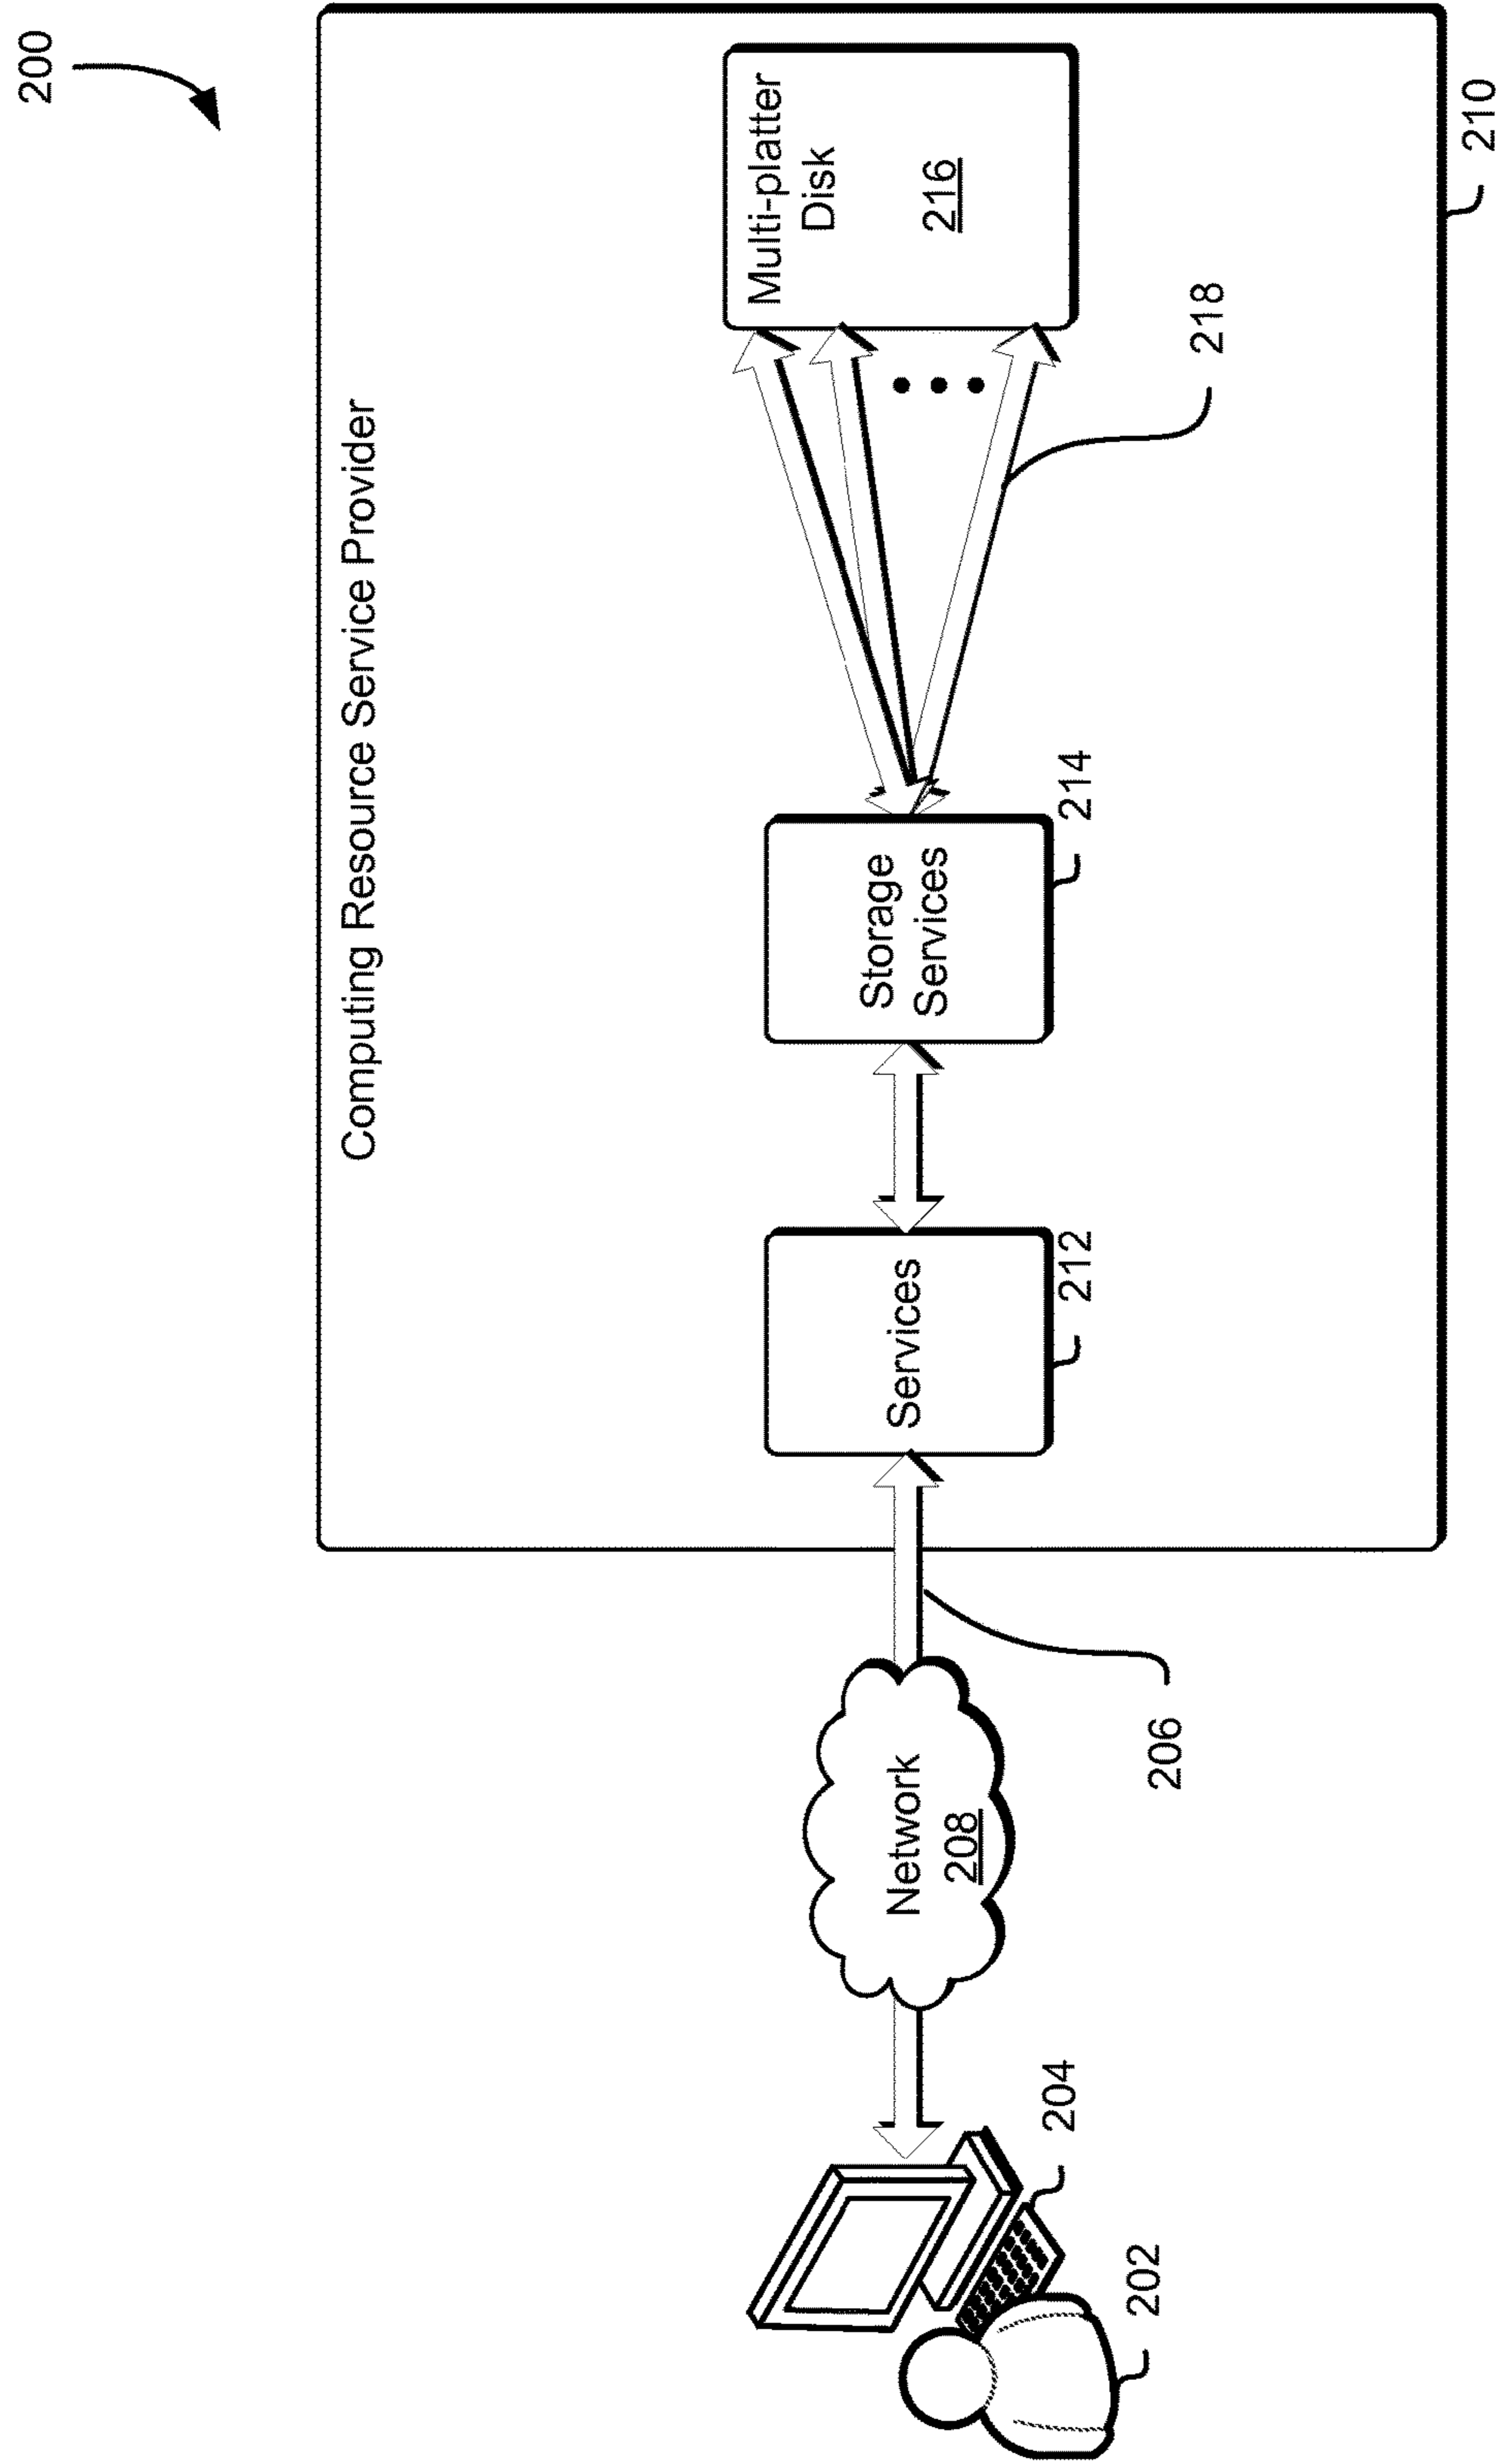 200
Computing Resource Service Provider
Multi-platter
Disk
216
Storage
Services
214
Services
212
218
210
Network
208
206
204
202